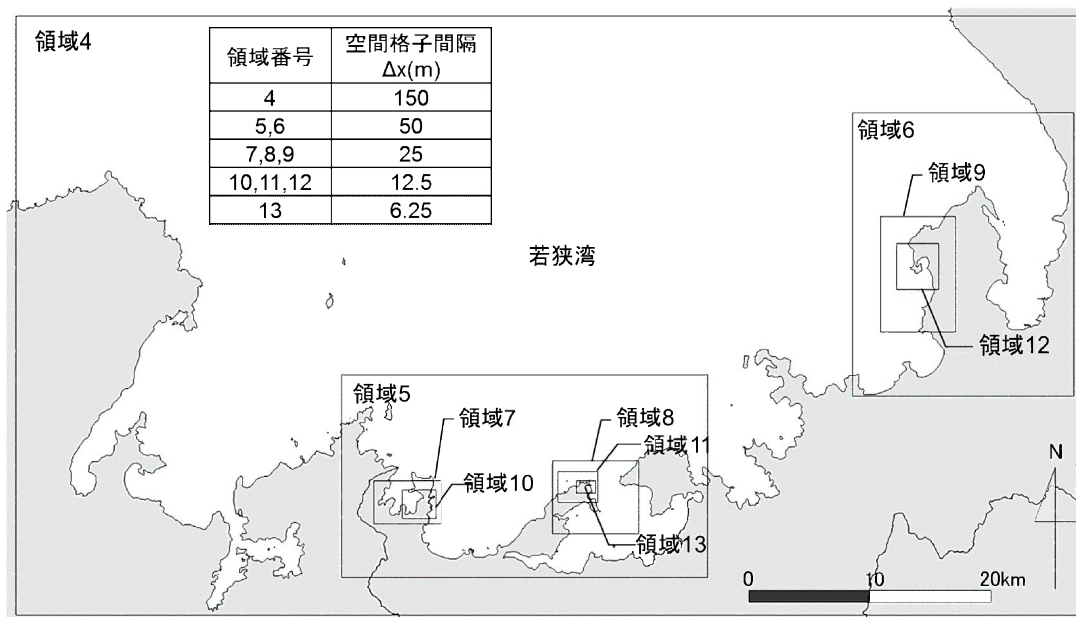 領域4
領域番号 空間格子間隔
Δx(m)
4 150
5,6 50
7,8,9 25
10,11,12 12.5
13 6.25
領域6
領域9
若狭湾
領域12
領域5
領域7
領域8
領域11
領域10
領域13
N
0 10 20km